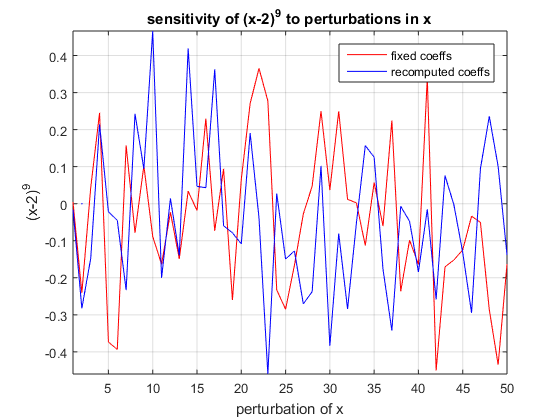 sensitivity of (x-2)^9 to perturbations in x
fixed coeffs
recomputed coeffs
(x-2)^9
0.4
0.3
0.2
0.1
0
-0.1
-0.2
-0.3
-0.4
5 10 15 20 25 30 35 40 45 50
perturbation of x